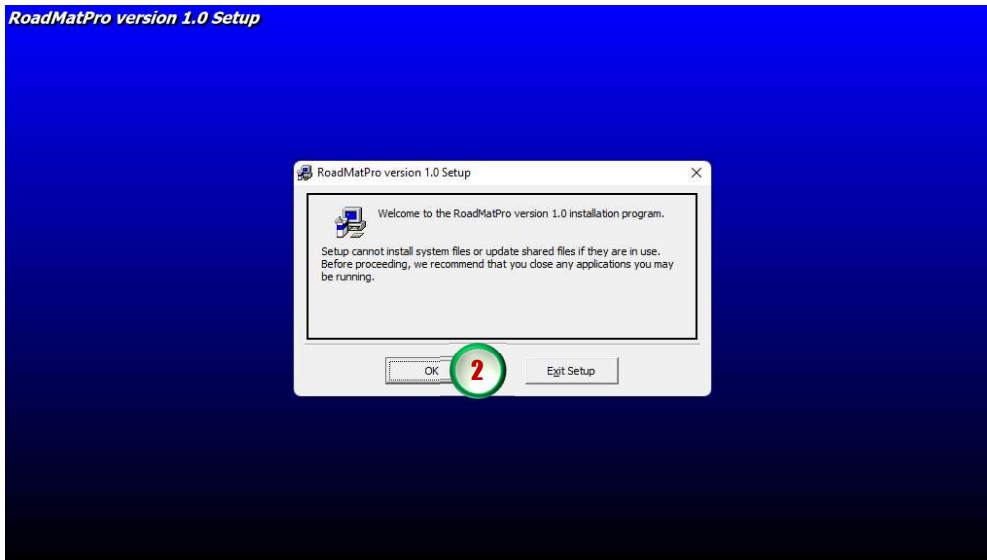 RoadMatPro version 1.0 Setup
RoadMatPro version 1.0 Setup
Welcome to the RoadMatPro version 1.0 installation program.
Setup cannot install system files or update shared files if they are in use.
Before proceeding, we recommend that you close any applications you may
be running.
OK 2 Exit Setup